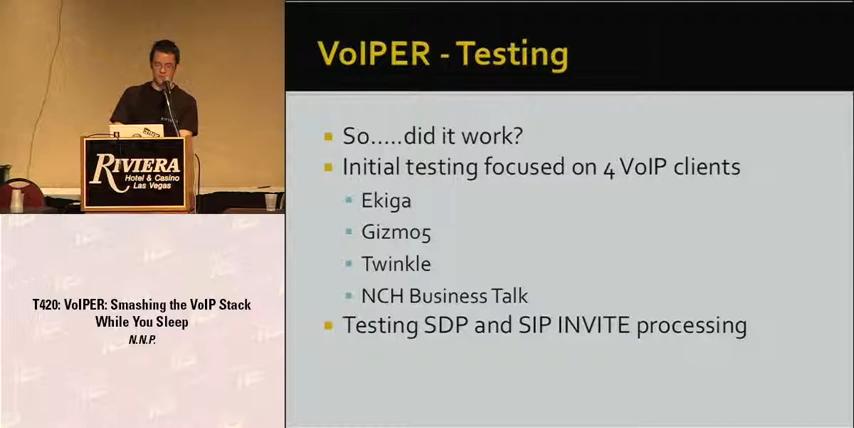 VoIPER - Testing
So.....did it work?
Initial testing focused on 4 VoIP clients
Ekiga
Gizmo5
Twinkle
NCH Business Talk
Testing SDP and SIP INVITE processing
RIVIERA
Hotel & Casino
Las Vegas
T420: VoIPER: Smashing the VoIP Stack
While You Sleep
N.N.P.